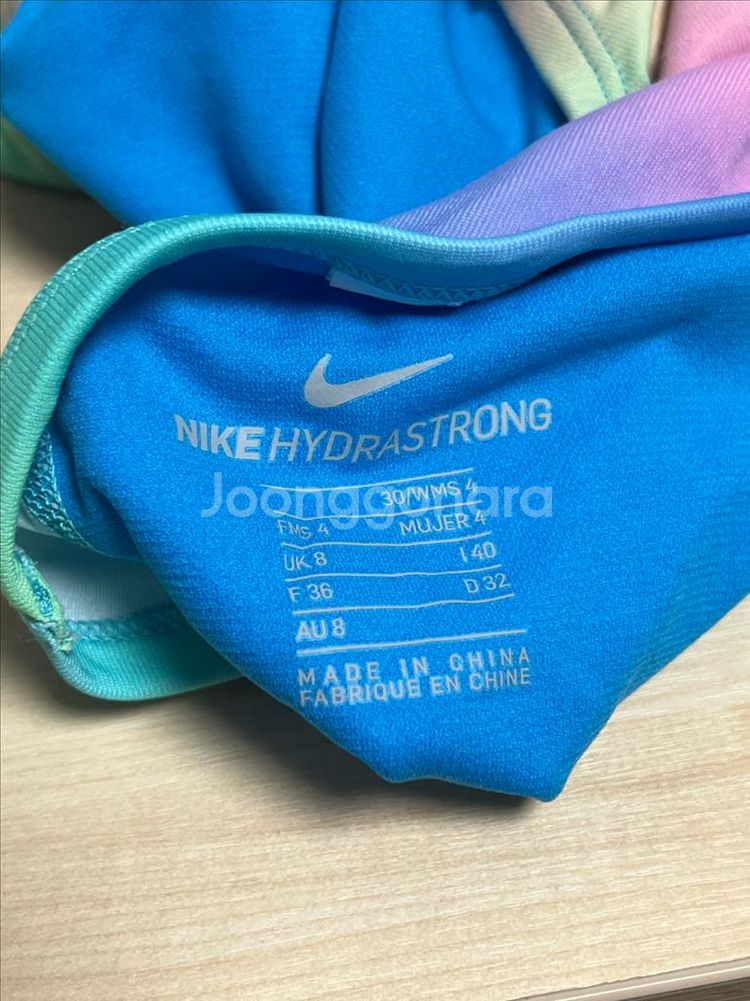 NIKE HYDRASTRONG
30/WMS 4
FMS 4 MUJER 4
UK 8 I 40
F 36 D 32
AU 8
MADE IN CHINA
FABRIQUE EN CHINE
Joonggonara